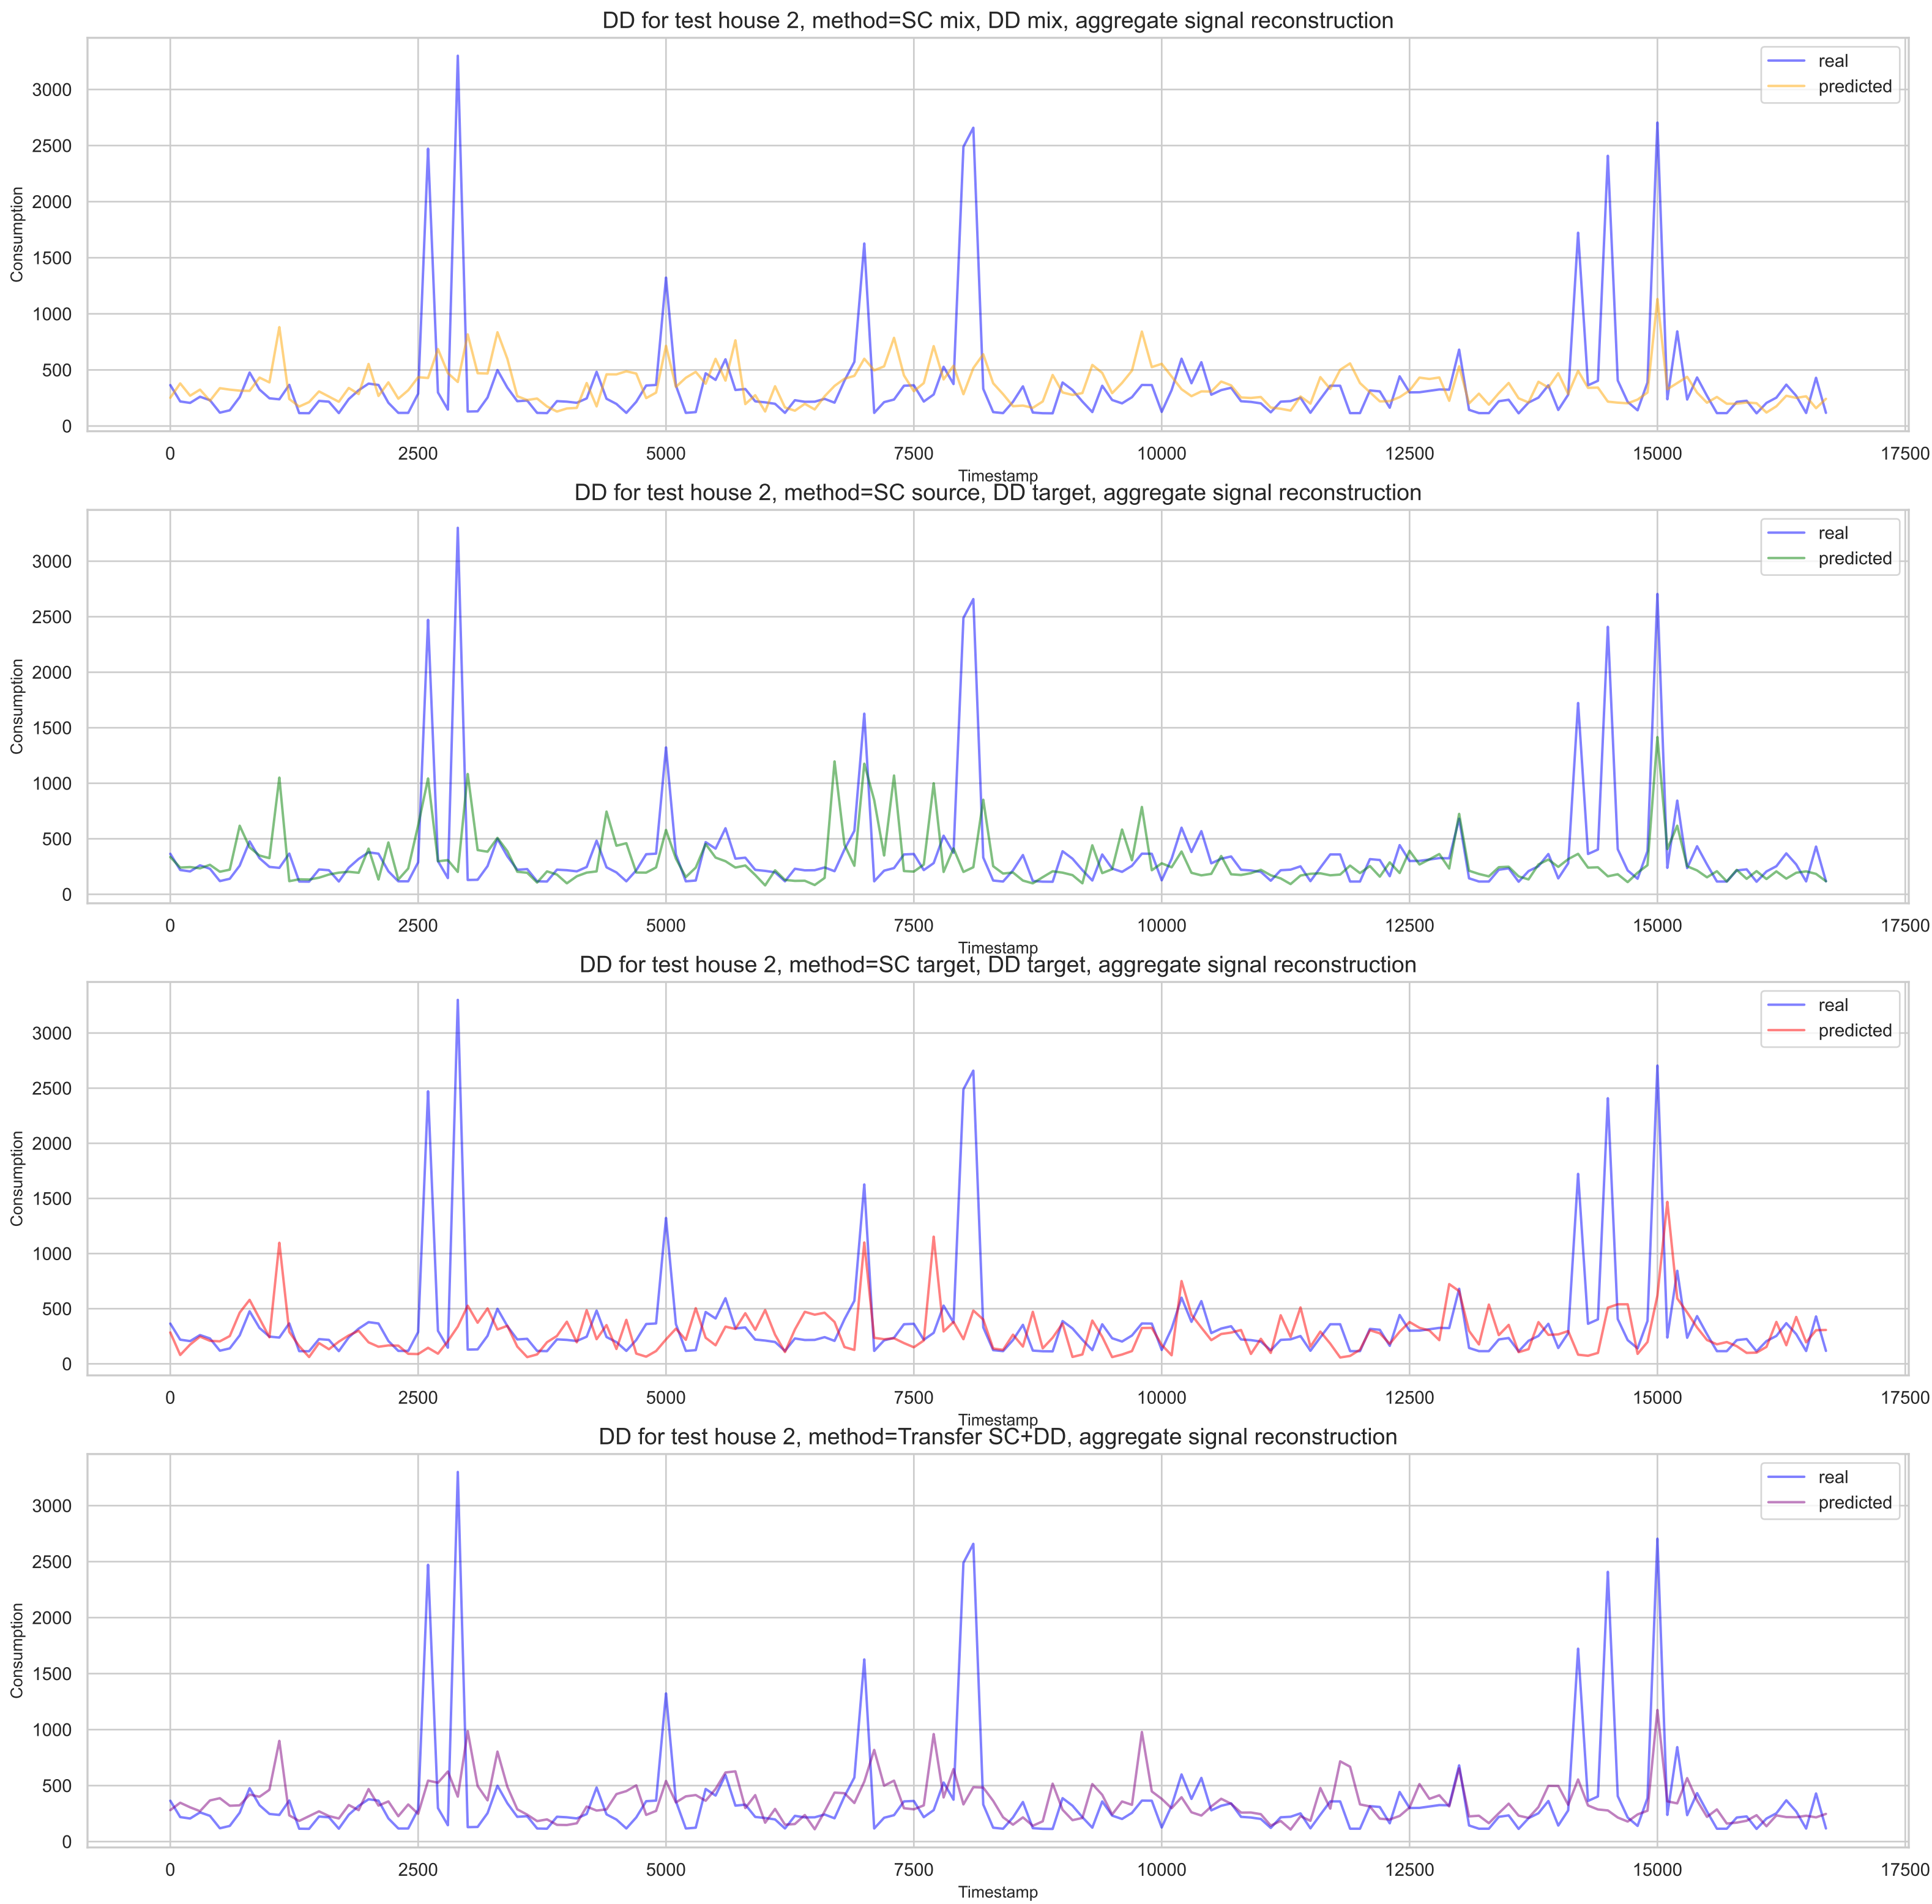 DD for test house 2, method=SC mix, DD mix, aggregate signal reconstruction
real
predicted
3000
2500
2000
1500
1000
500
0
Consumption
0 2500 5000 7500 10000 12500 15000 17500
Timestamp
DD for test house 2, method=SC source, DD target, aggregate signal reconstruction
real
predicted
3000
2500
2000
1500
1000
500
0
Consumption
0 2500 5000 7500 10000 12500 15000 17500
Timestamp
DD for test house 2, method=SC target, DD target, aggregate signal reconstruction
real
predicted
3000
2500
2000
1500
1000
500
0
Consumption
0 2500 5000 7500 10000 12500 15000 17500
Timestamp
DD for test house 2, method=Transfer SC+DD, aggregate signal reconstruction
real
predicted
3000
2500
2000
1500
1000
500
0
Consumption
0 2500 5000 7500 10000 12500 15000 17500
Timestamp